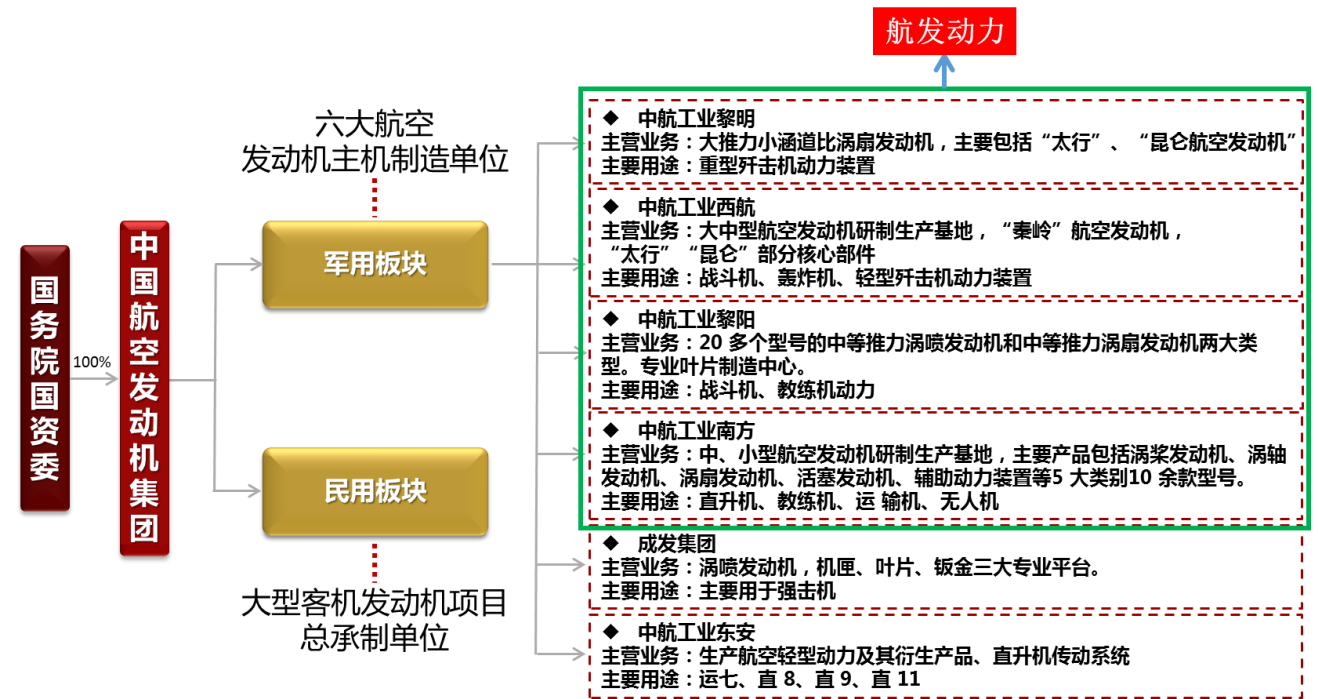 航发动力
六大航空
发动机主机制造单位
国务院国资委
100%
中国航空发动机集团
军用板块
民用板块
大型客机发动机项目
总承制单位
◆ 中航工业黎明
主营业务：大推力小涵道比涡扇发动机，主要包括“太行”、“昆仑航空发动机”
主要用途：重型歼击机动力装置
◆ 中航工业西航
主营业务：大中型航空发动机研制生产基地，“秦岭”航空发动机，
“太行”“昆仑”部分核心部件
主要用途：战斗机、轰炸机、轻型歼击机动力装置
◆ 中航工业黎阳
主营业务：20 多个型号的中等推力涡喷发动机和中等推力涡扇发动机两大类
型。专业叶片制造中心。
主要用途：战斗机、教练机动力
◆ 中航工业南方
主营业务：中、小型航空发动机研制生产基地，主要产品包括涡桨发动机、涡轴
发动机、涡扇发动机、活塞发动机、辅助动力装置等5 大类别10 余款型号。
主要用途：直升机、教练机、运 输机、无人机
◆ 成发集团
主营业务：涡喷发动机，机匣、叶片、钣金三大专业平台。
主要用途：主要用于强击机
◆ 中航工业东安
主营业务：生产航空轻型动力及其衍生产品、直升机传动系统
主要用途：运七、直 8、直 9、直 11